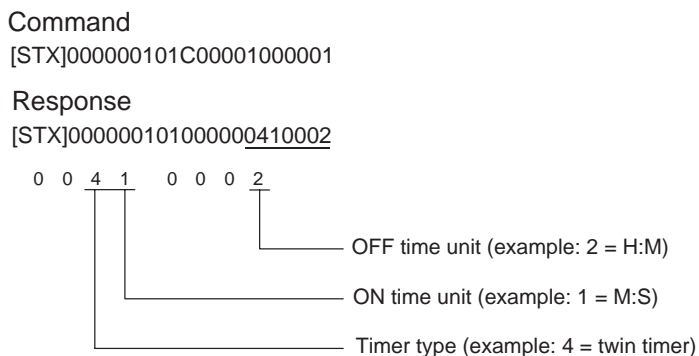 Command
[STX]000000101C00001000001
Response
[STX]0000001010000000410002
0 0 4 1 0 0 0 2
OFF time unit (example: 2 = H:M)
ON time unit (example: 1 = M:S)
Timer type (example: 4 = twin timer)